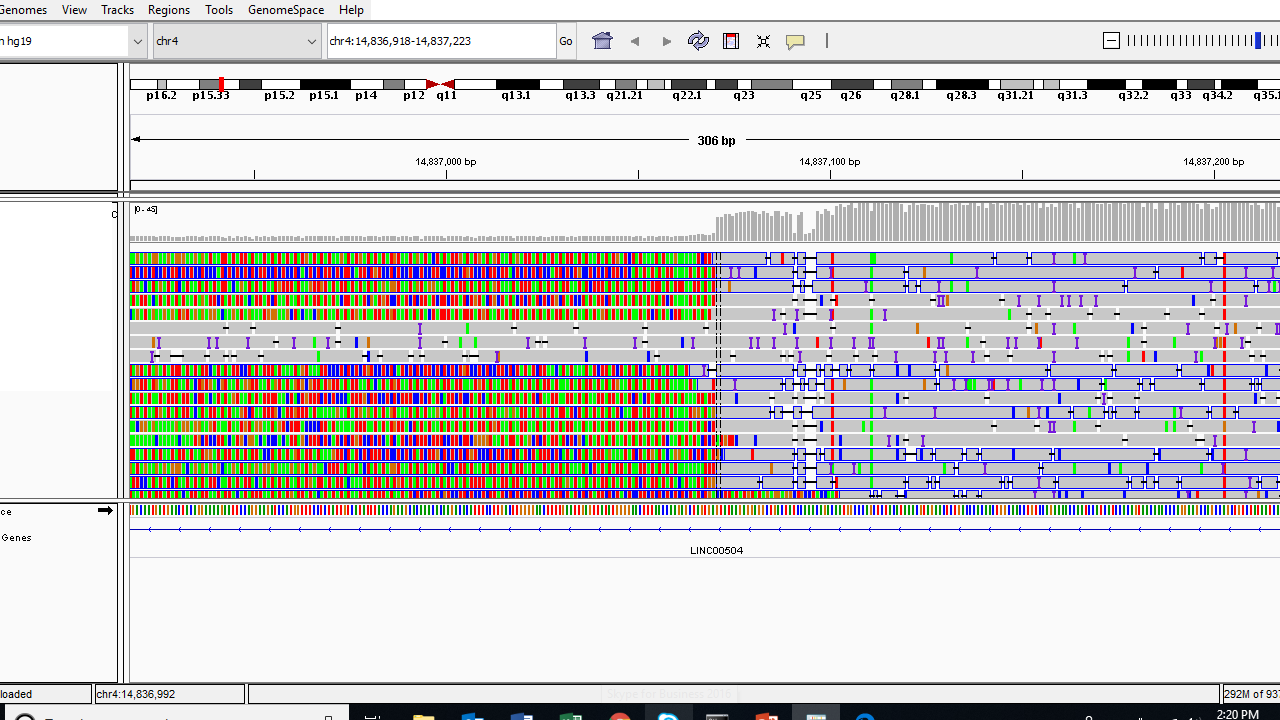 Genomes View Tracks Regions Tools GenomeSpace Help
n hg19 chr4 chr4:14,836,918-14,837,223 Go
p16.2 p15.33 p15.2 p15.1 p14 p12 q11 q13.1 q13.3 q21.21 q22.1 q23 q25 q26 q28.1 q28.3 q31.21 q31.3 q32.2 q33 q34.2 q35.1
306 bp
14,837,000 bp 14,837,100 bp 14,837,200 bp
C [0 - 45]
ce
Genes
LINC00504
loaded chr4:14,836,992 Skype for Business 2016 292M of 937
2:20 PM